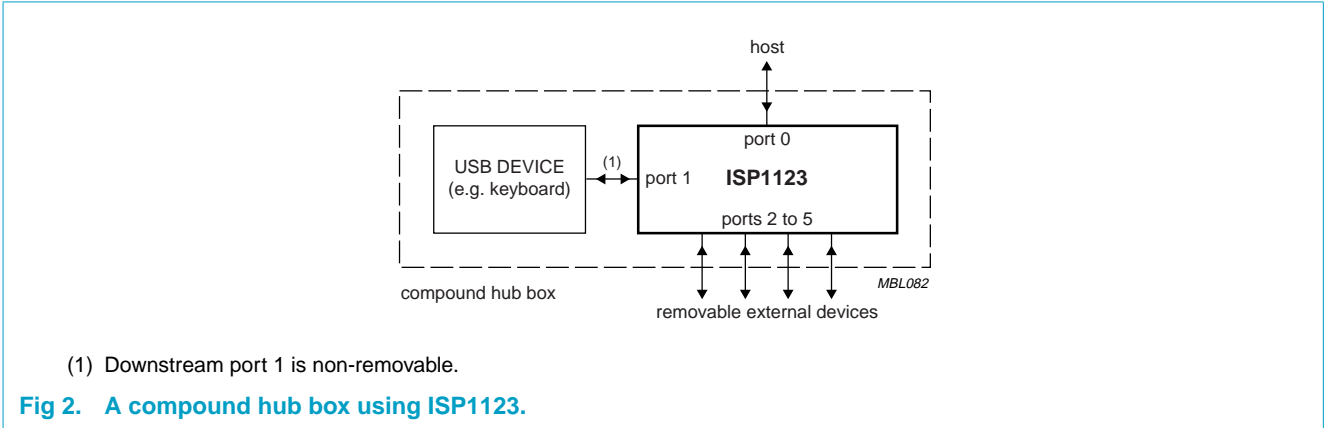 host
port 0
USB DEVICE
(e.g. keyboard)
(1)
port 1
ISP1123
ports 2 to 5
MBL082
compound hub box
removable external devices
(1) Downstream port 1 is non-removable.
Fig 2. A compound hub box using ISP1123.